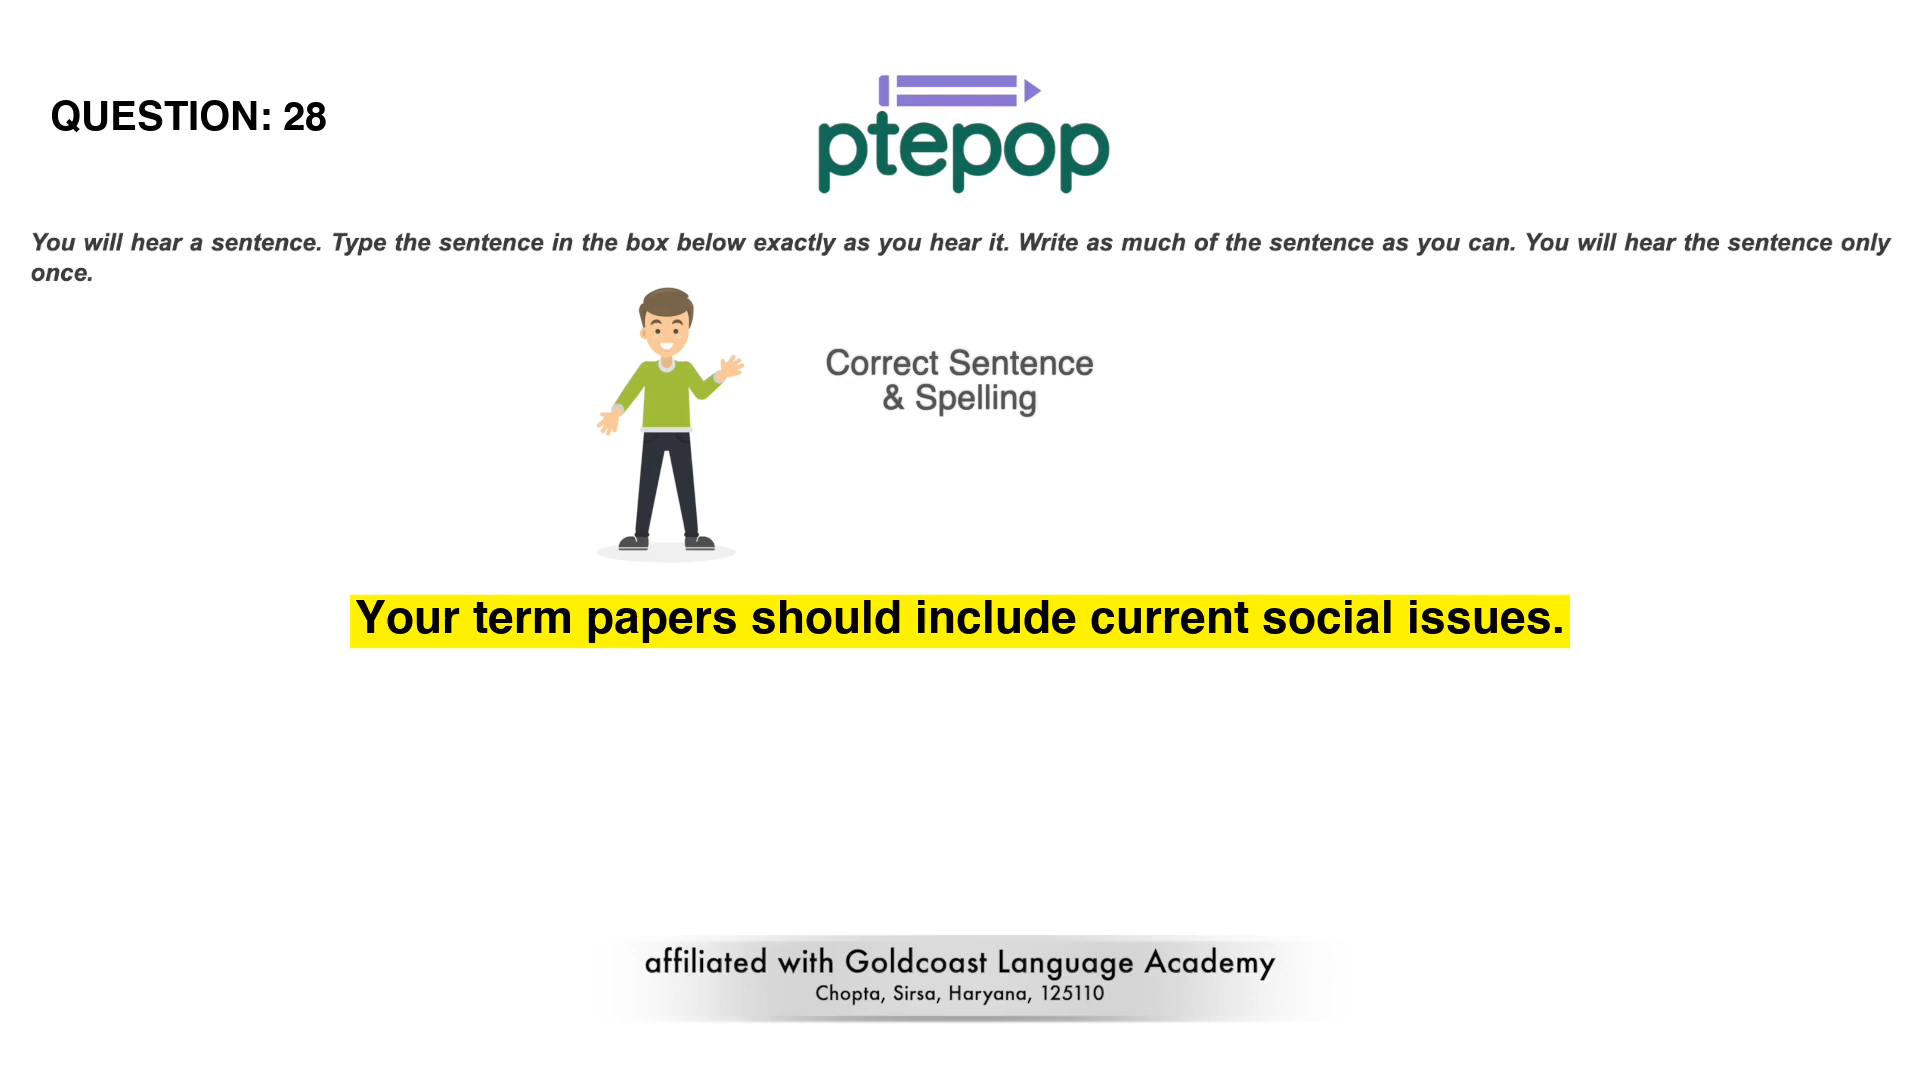 QUESTION: 28
ptepop
You will hear a sentence. Type the sentence in the box below exactly as you hear it. Write as much of the sentence as you can. You will hear the sentence only
once.
Correct Sentence
& Spelling
Your term papers should include current social issues.
affiliated with Goldcoast Language Academy
Chopta, Sirsa, Haryana, 125110